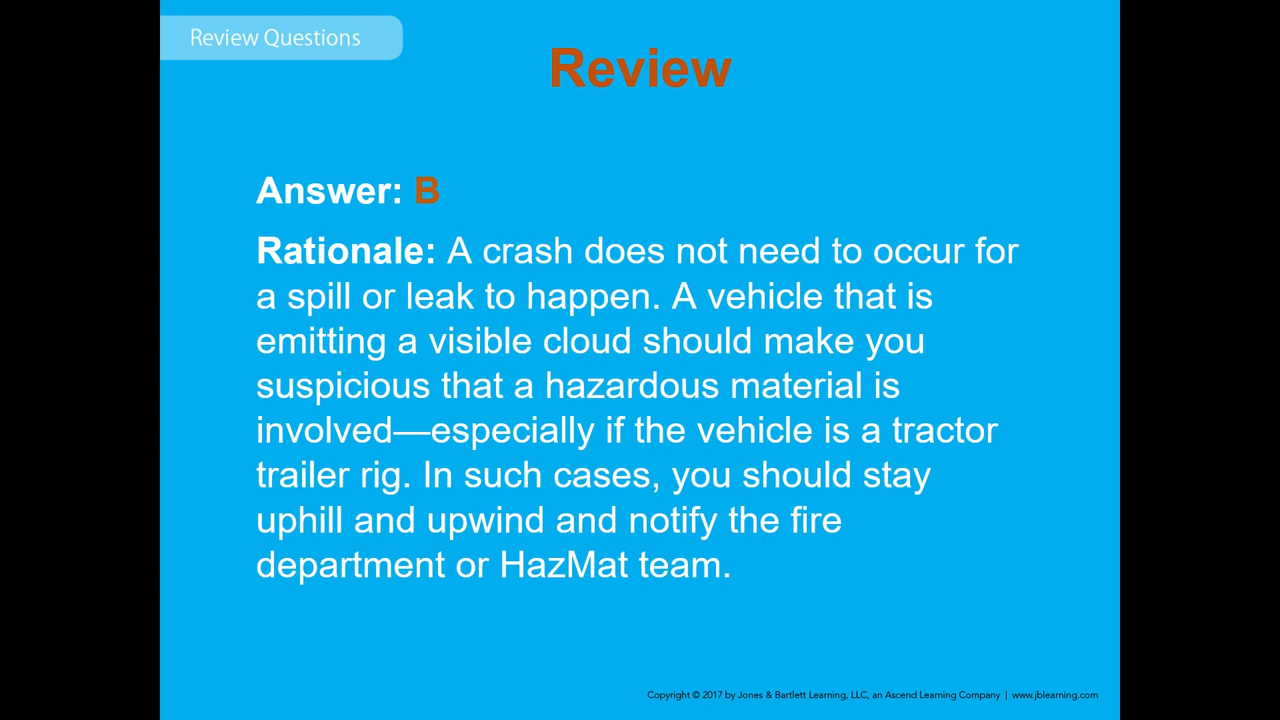 Review Questions
Review
Answer: B
Rationale: A crash does not need to occur for
a spill or leak to happen. A vehicle that is
emitting a visible cloud should make you
suspicious that a hazardous material is
involved—especially if the vehicle is a tractor
trailer rig. In such cases, you should stay
uphill and upwind and notify the fire
department or HazMat team.
Copyright © 2017 by Jones & Bartlett Learning, LLC, an Ascend Learning Company | www.jblearning.com